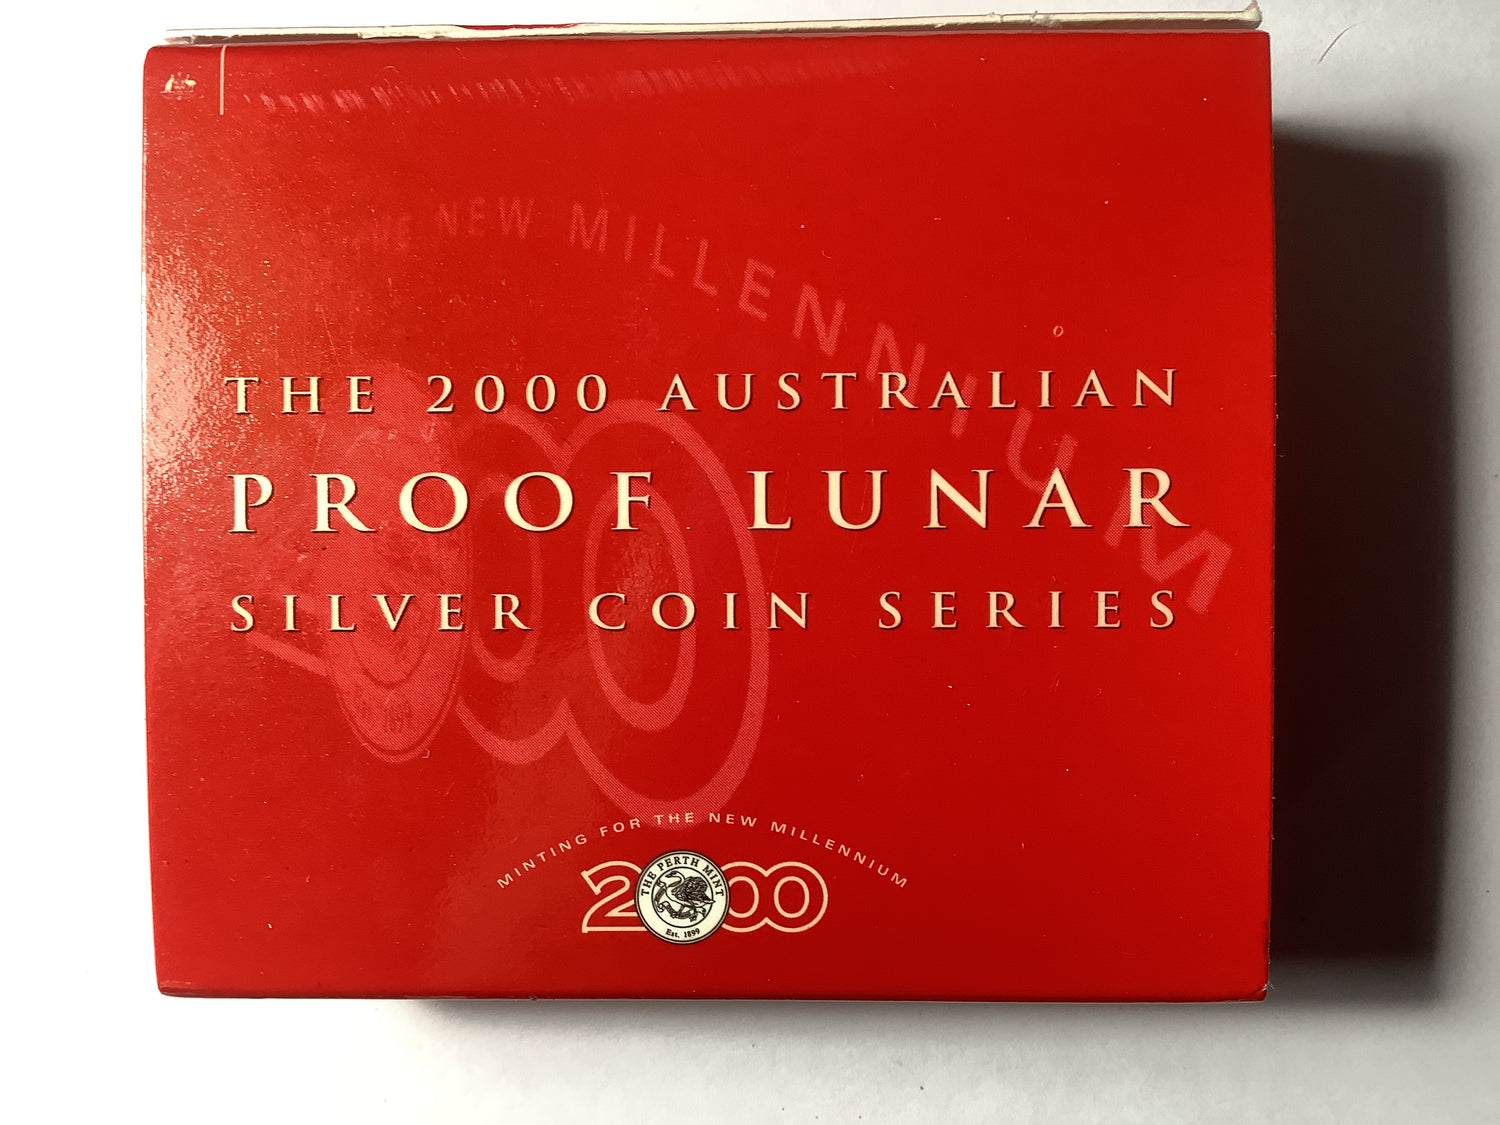 THE NEW MILLENNIUM
THE 2000 AUSTRALIAN
PROOF LUNAR
SILVER COIN SERIES
MINTING FOR THE NEW MILLENNIUM
2000
THE PERTH MINT
Est. 1899